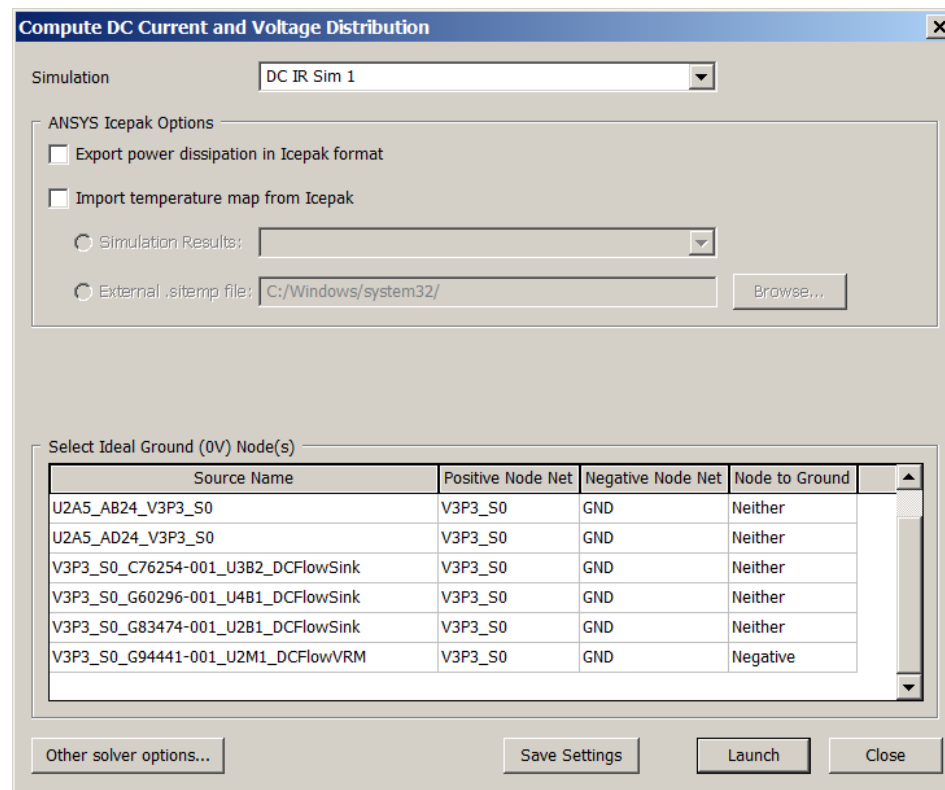 Compute DC Current and Voltage Distribution
Simulation DC IR Sim 1
ANSYS Icepak Options
Export power dissipation in Icepak format
Import temperature map from Icepak
Simulation Results:
External .sitemp file: C:/Windows/system32/ Browse...
Select Ideal Ground (0V) Node(s)
Source Name Positive Node Net Negative Node Net Node to Ground
U2A5_AB24_V3P3_S0 V3P3_S0 GND Neither
U2A5_AD24_V3P3_S0 V3P3_S0 GND Neither
V3P3_S0_C76254-001_U3B2_DCFlowSink V3P3_S0 GND Neither
V3P3_S0_G60296-001_U4B1_DCFlowSink V3P3_S0 GND Neither
V3P3_S0_G83474-001_U2B1_DCFlowSink V3P3_S0 GND Neither
V3P3_S0_G94441-001_U2M1_DCFlowVRM V3P3_S0 GND Negative
Other solver options... Save Settings Launch Close